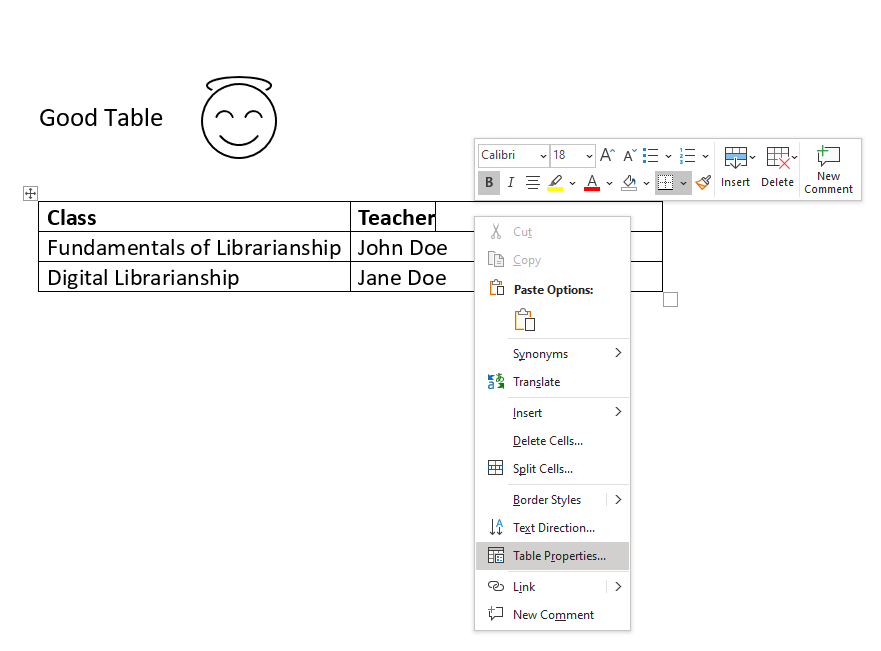 Good Table
Calibri 18
B I A
Insert Delete New Comment
Class Teacher
Fundamentals of Librarianship John Doe
Digital Librarianship Jane Doe
Cut
Copy
Paste Options:
Synonyms
Translate
Insert
Delete Cells...
Split Cells...
Border Styles
Text Direction...
Table Properties...
Link
New Comment